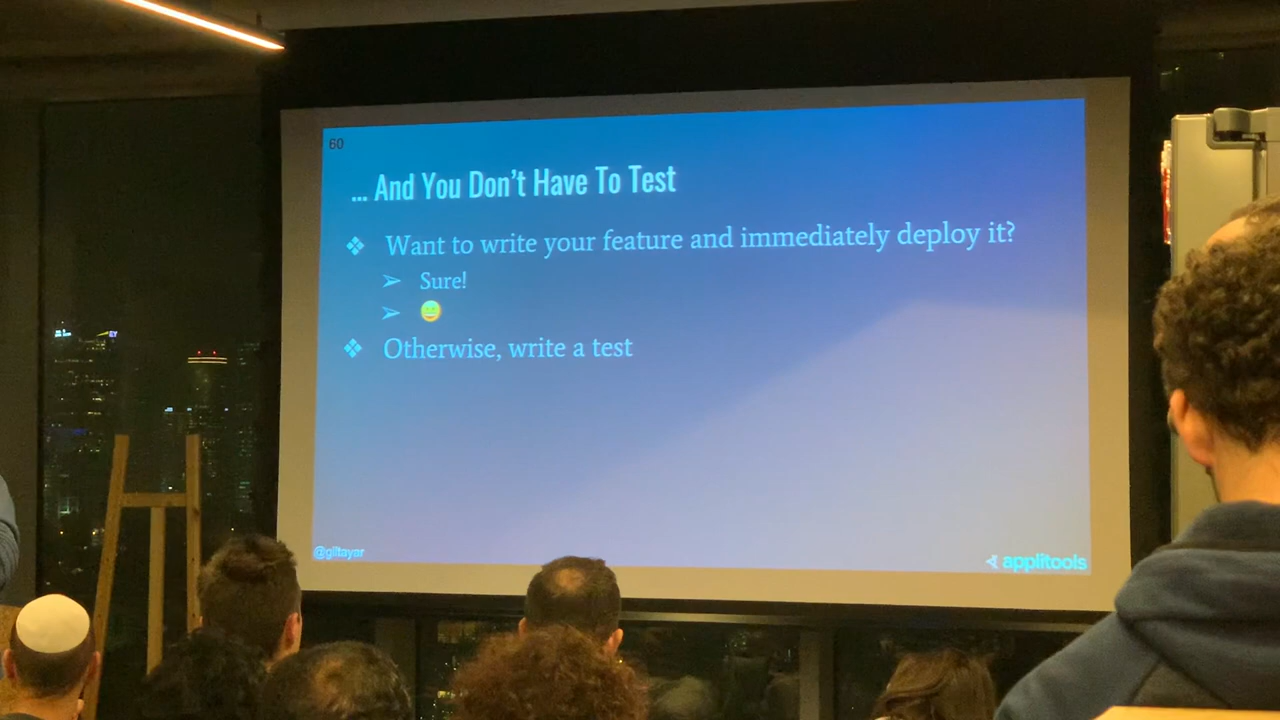 60
... And You Don't Have To Test
❖ Want to write your feature and immediately deploy it?
➢ Sure!
➢ 😄
❖ Otherwise, write a test
@giltayar
applitools